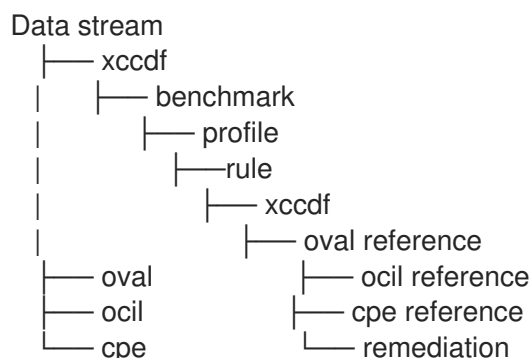 Data stream
├── xccdf
| ├── benchmark
| ├── profile
| ├──rule
| ├── xccdf
| ├── oval reference
├── oval ├── ocil reference
├── ocil ├── cpe reference
└── cpe └── remediation